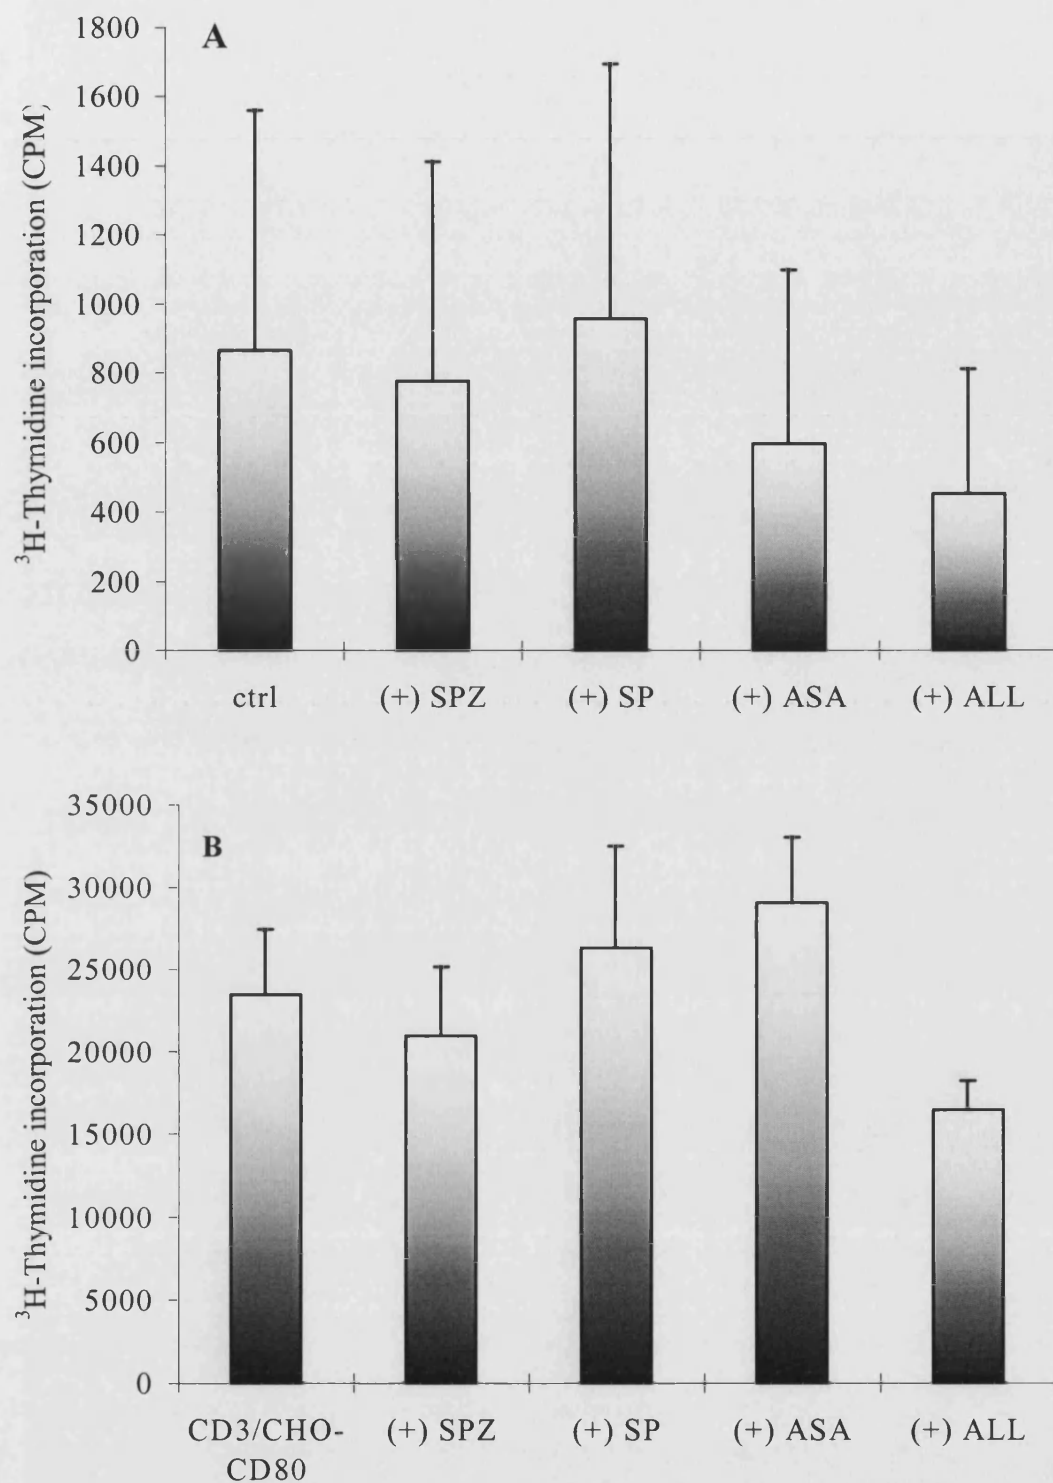 A
1800
1600
1400
1200
1000
800
600
400
200
0
³H-Thymidine incorporation (CPM)
ctrl (+) SPZ (+) SP (+) ASA (+) ALL
B
35000
30000
25000
20000
15000
10000
5000
0
³H-Thymidine incorporation (CPM)
CD3/CHO- (+) SPZ (+) SP (+) ASA (+) ALL
CD80